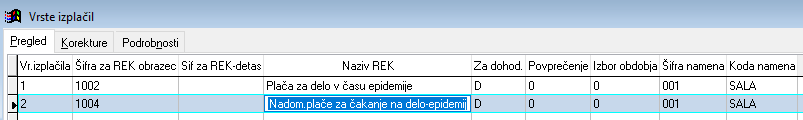 Vrste izplačil
Pregled Korekture Podrobnosti
Vr.izplačila Šifra za REK obrazec Sif za REK-detas Naziv REK Za dohod. Povprečenje Izbor obdobja Šifra namena Koda namena
1 1002 Plača za delo v času epidemije D 0 0 001 SALA
2 1004 Nadom.plače za čakanje na delo-epidemij D 0 0 001 SALA